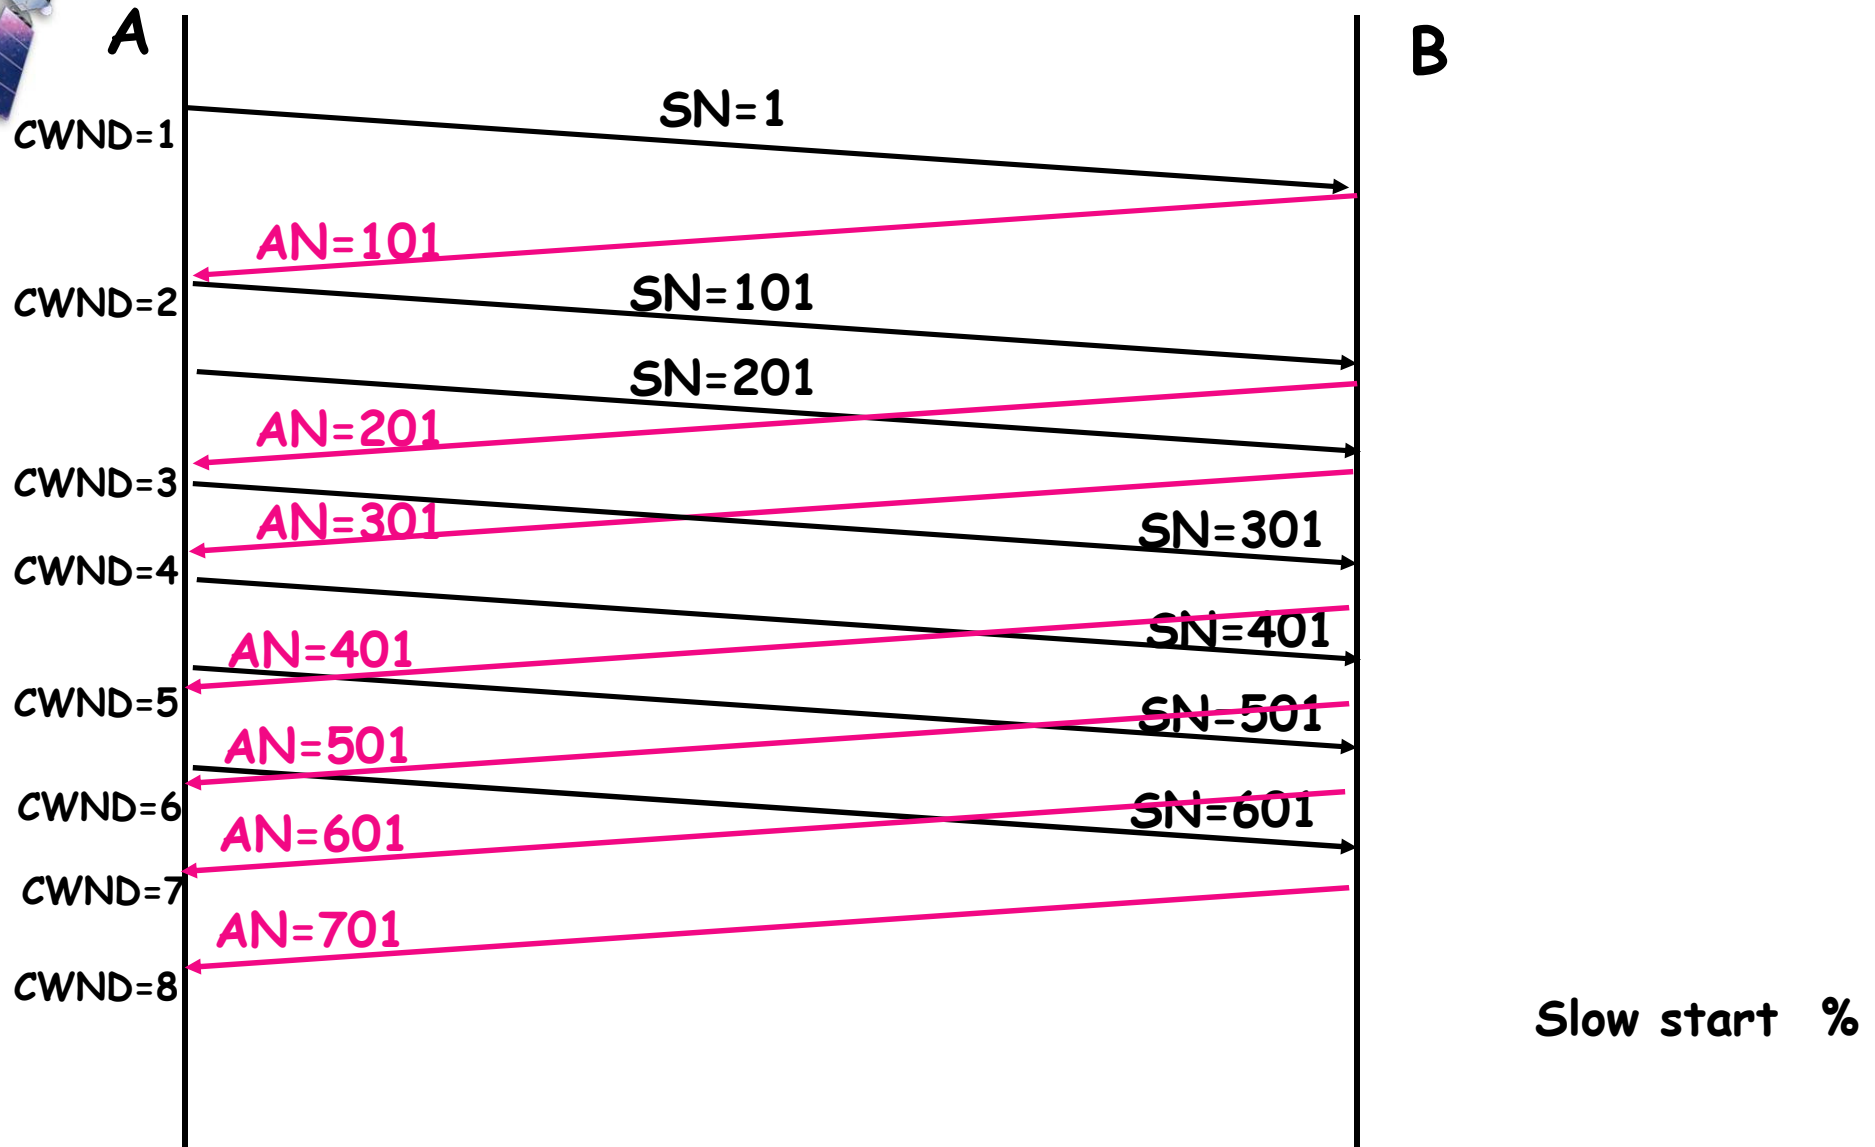 A
B
SN=1
CWND=1
AN=101
CWND=2
SN=101
SN=201
AN=201
CWND=3
AN=301
SN=301
CWND=4
SN=401
AN=401
CWND=5
SN=501
AN=501
CWND=6
SN=601
AN=601
CWND=7
AN=701
CWND=8
Slow start %